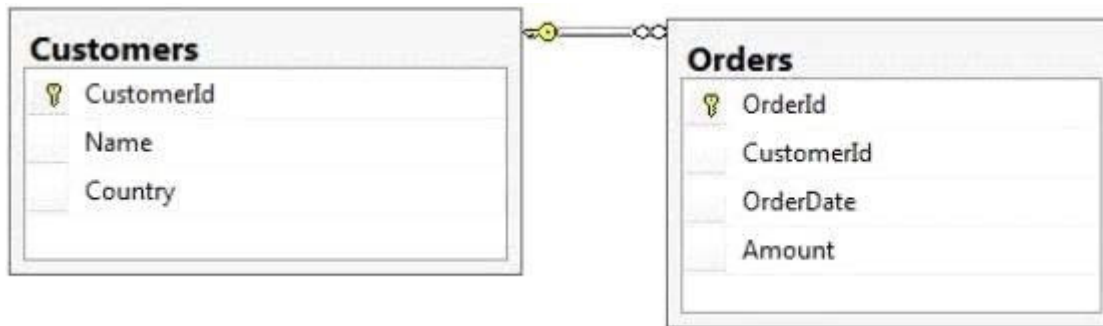 Customers
CustomerId
Name
Country
Orders
OrderId
CustomerId
OrderDate
Amount